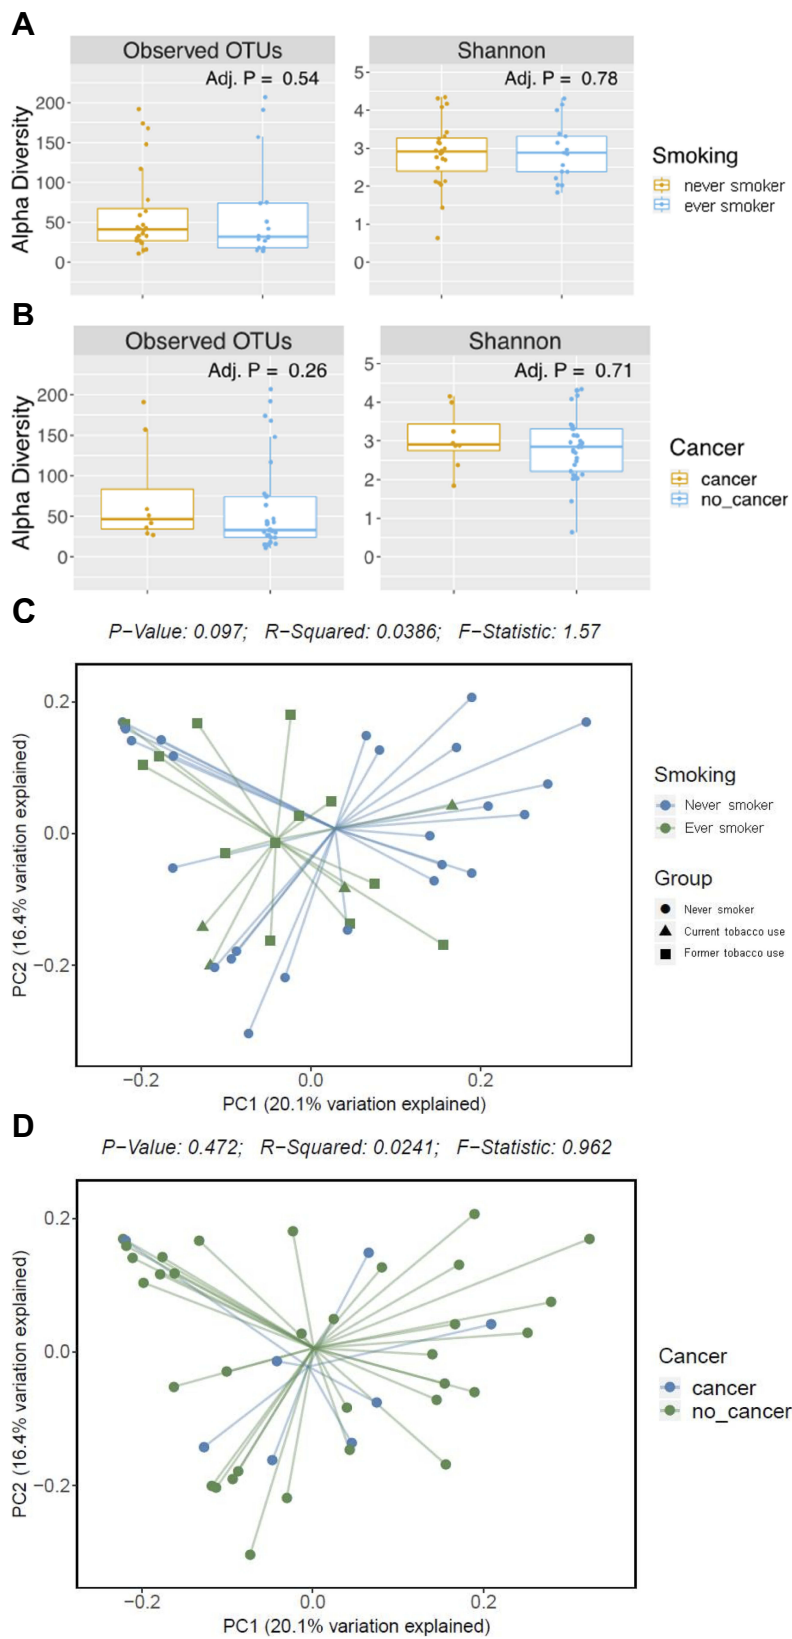 A
Observed OTUs
Shannon
Adj. P = 0.54
Adj. P = 0.78
Alpha Diversity
200
150
100
50
0
5
4
3
2
1
0
Smoking
never smoker
ever smoker
B
Observed OTUs
Shannon
Adj. P = 0.26
Adj. P = 0.71
Alpha Diversity
200
150
100
50
0
5
4
3
2
1
0
Cancer
cancer
no_cancer
C
P−Value: 0.097; R−Squared: 0.0386; F−Statistic: 1.57
PC2 (16.4% variation explained)
0.2
0.0
−0.2
−0.2 0.0 0.2
PC1 (20.1% variation explained)
Smoking
Never smoker
Ever smoker
Group
Never smoker
Current tobacco use
Former tobacco use
D
P−Value: 0.472; R−Squared: 0.0241; F−Statistic: 0.962
PC2 (16.4% variation explained)
0.2
0.0
−0.2
−0.2 0.0 0.2
PC1 (20.1% variation explained)
Cancer
cancer
no_cancer